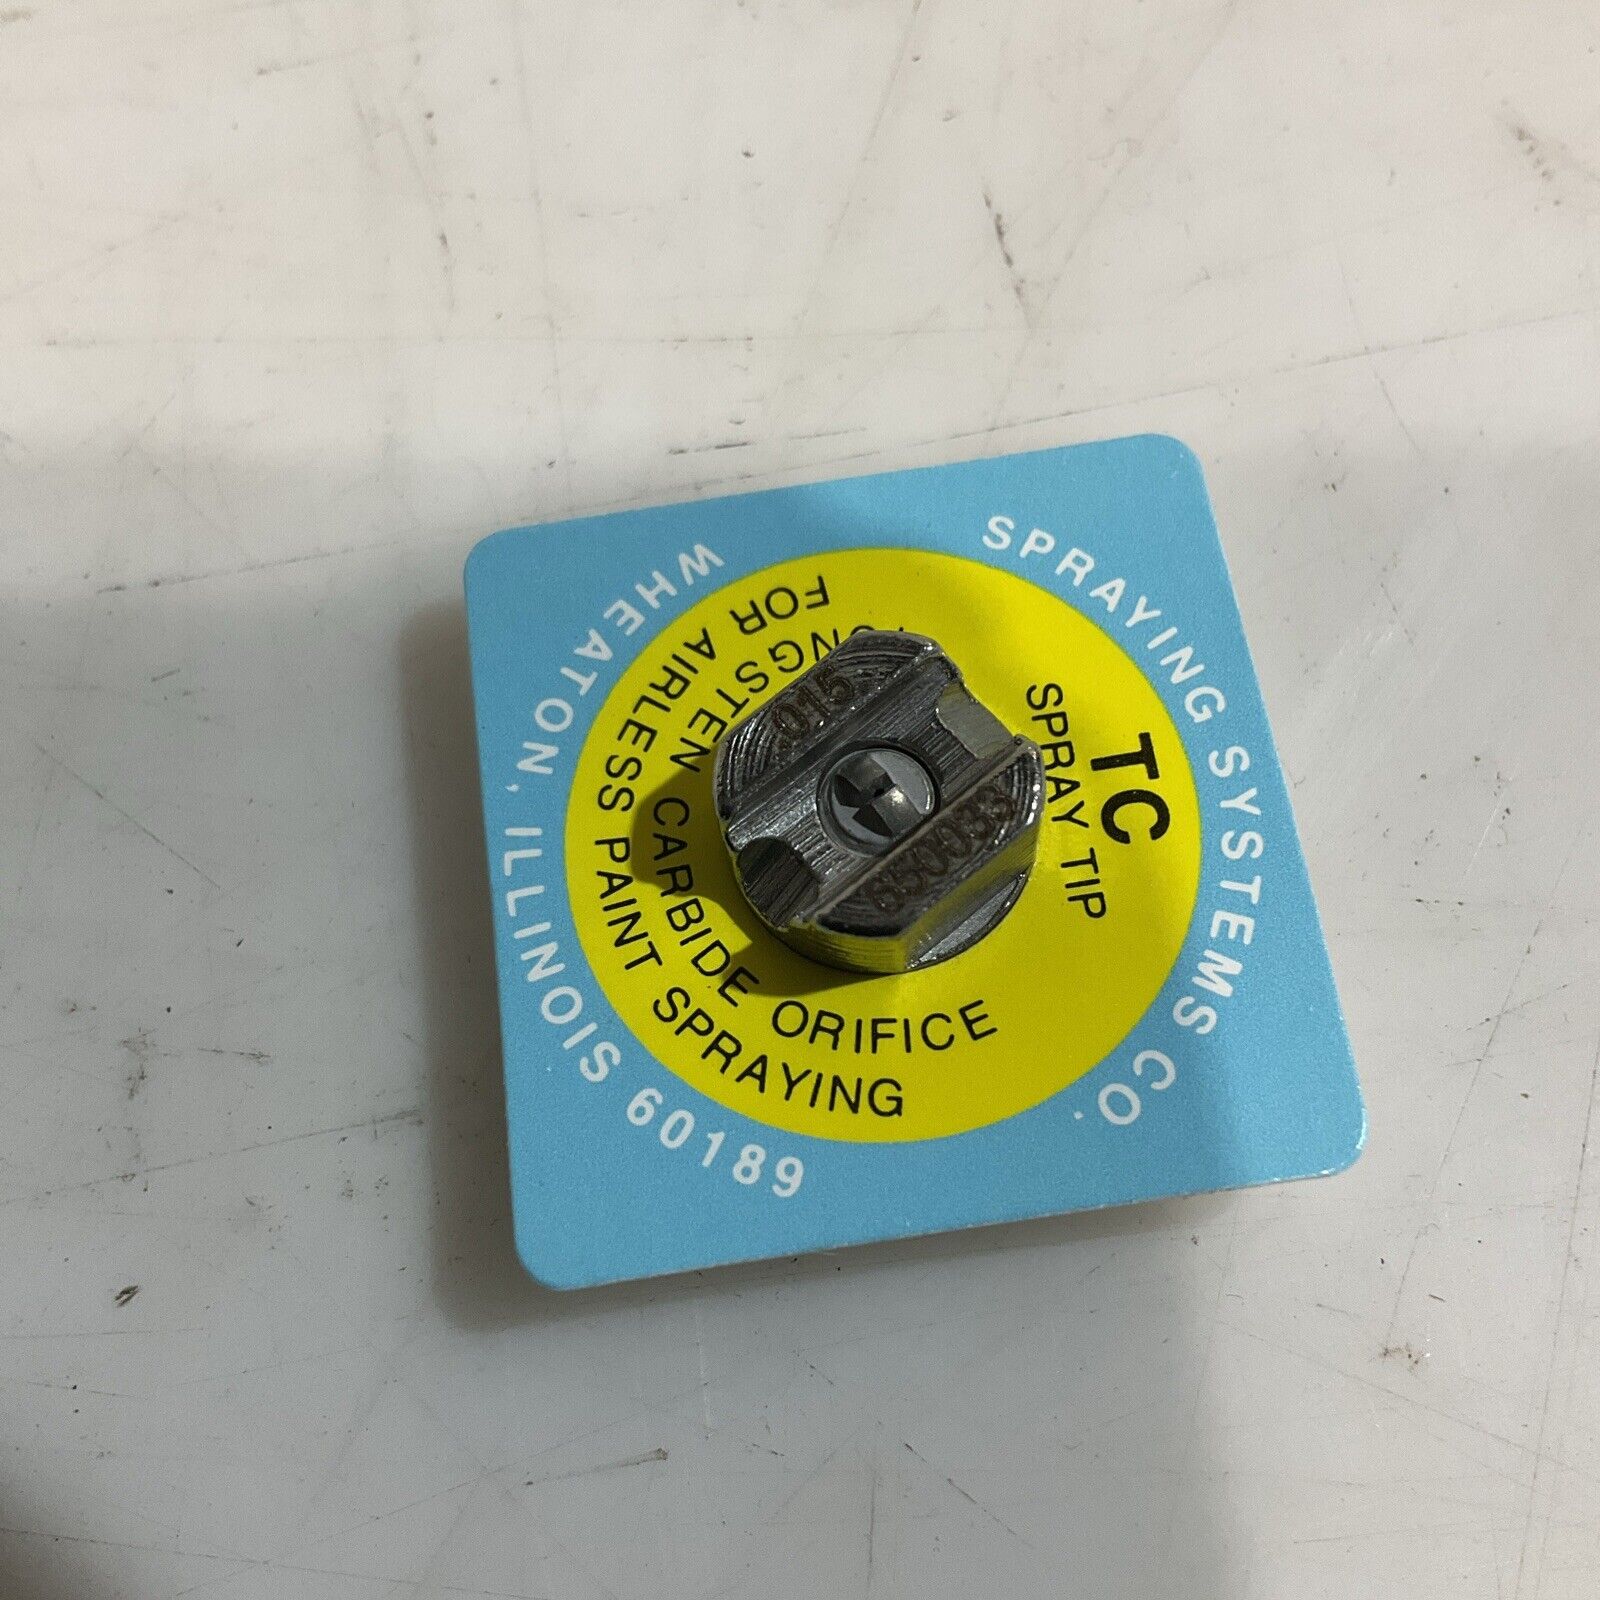 SPRAYING SYSTEMS CO.
WHEATON, ILLINOIS 60189
TC
SPRAY TIP
TUNGSTEN CARBIDE ORIFICE
FOR AIRLESS PAINT SPRAYING
.015
650033